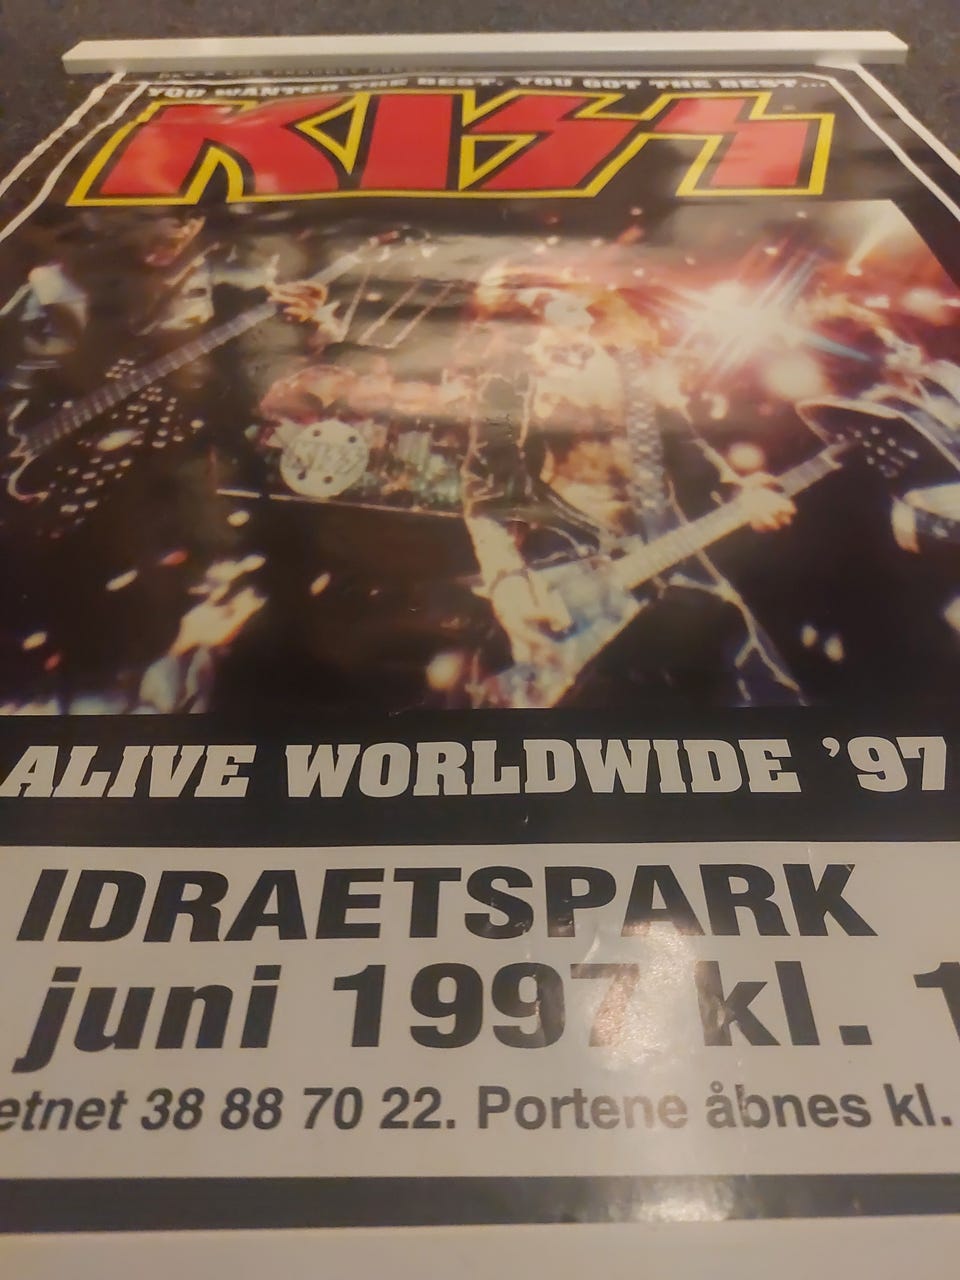 YOU WANTED THE BEST. YOU GOT THE BEST...
KISS
KISS
ALIVE WORLDWIDE '97
IDRAETSPARK
juni 1997 kl. 1
etnet 38 88 70 22. Portene åbnes kl.